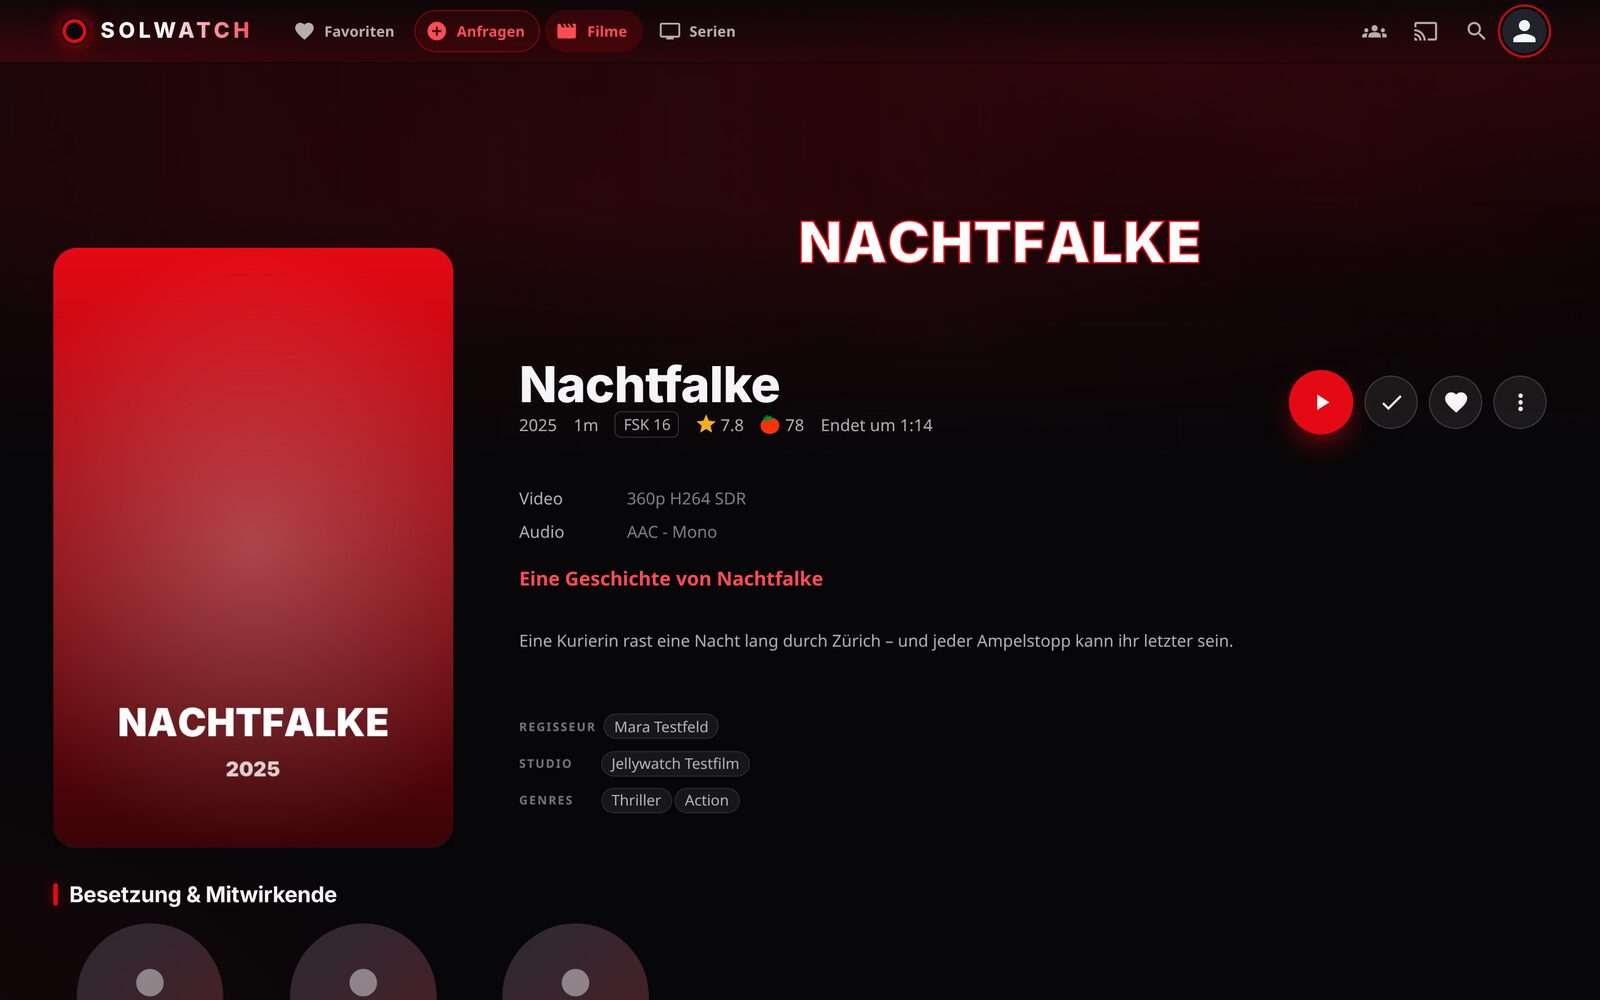 SOLWATCH
Favoriten
Anfragen
Filme
Serien
NACHTFALKE
NACHTFALKE
2025
Nachtfalke
2025 1m FSK 16 7.8 78 Endet um 1:14
Video 360p H264 SDR
Audio AAC - Mono
Eine Geschichte von Nachtfalke
Eine Kurierin rast eine Nacht lang durch Zürich – und jeder Ampelstopp kann ihr letzter sein.
REGISSEUR Mara Testfeld
STUDIO Jellywatch Testfilm
GENRES Thriller Action
Besetzung & Mitwirkende